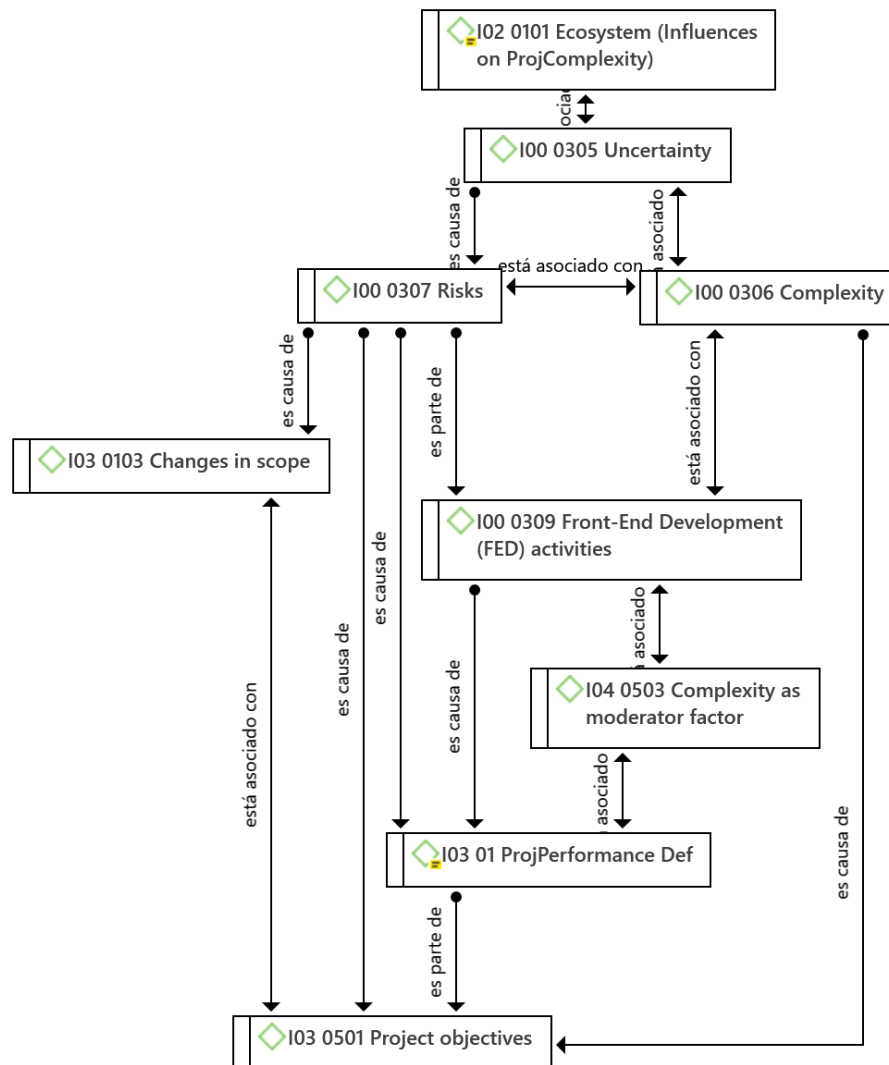 I02 0101 Ecosystem (Influences
on ProjComplexity)
I00 0305 Uncertainty
es causa de
asociado
está asociado con
I00 0307 Risks
I00 0306 Complexity
es causa de
es parte de
está asociado con
I03 0103 Changes in scope
I00 0309 Front-End Development
(FED) activities
es causa de
es causa de
es causa de
asociado
I04 0503 Complexity as
moderator factor
está asociado con
asociado
es causa de
I03 01 ProjPerformance Def
es parte de
I03 0501 Project objectives